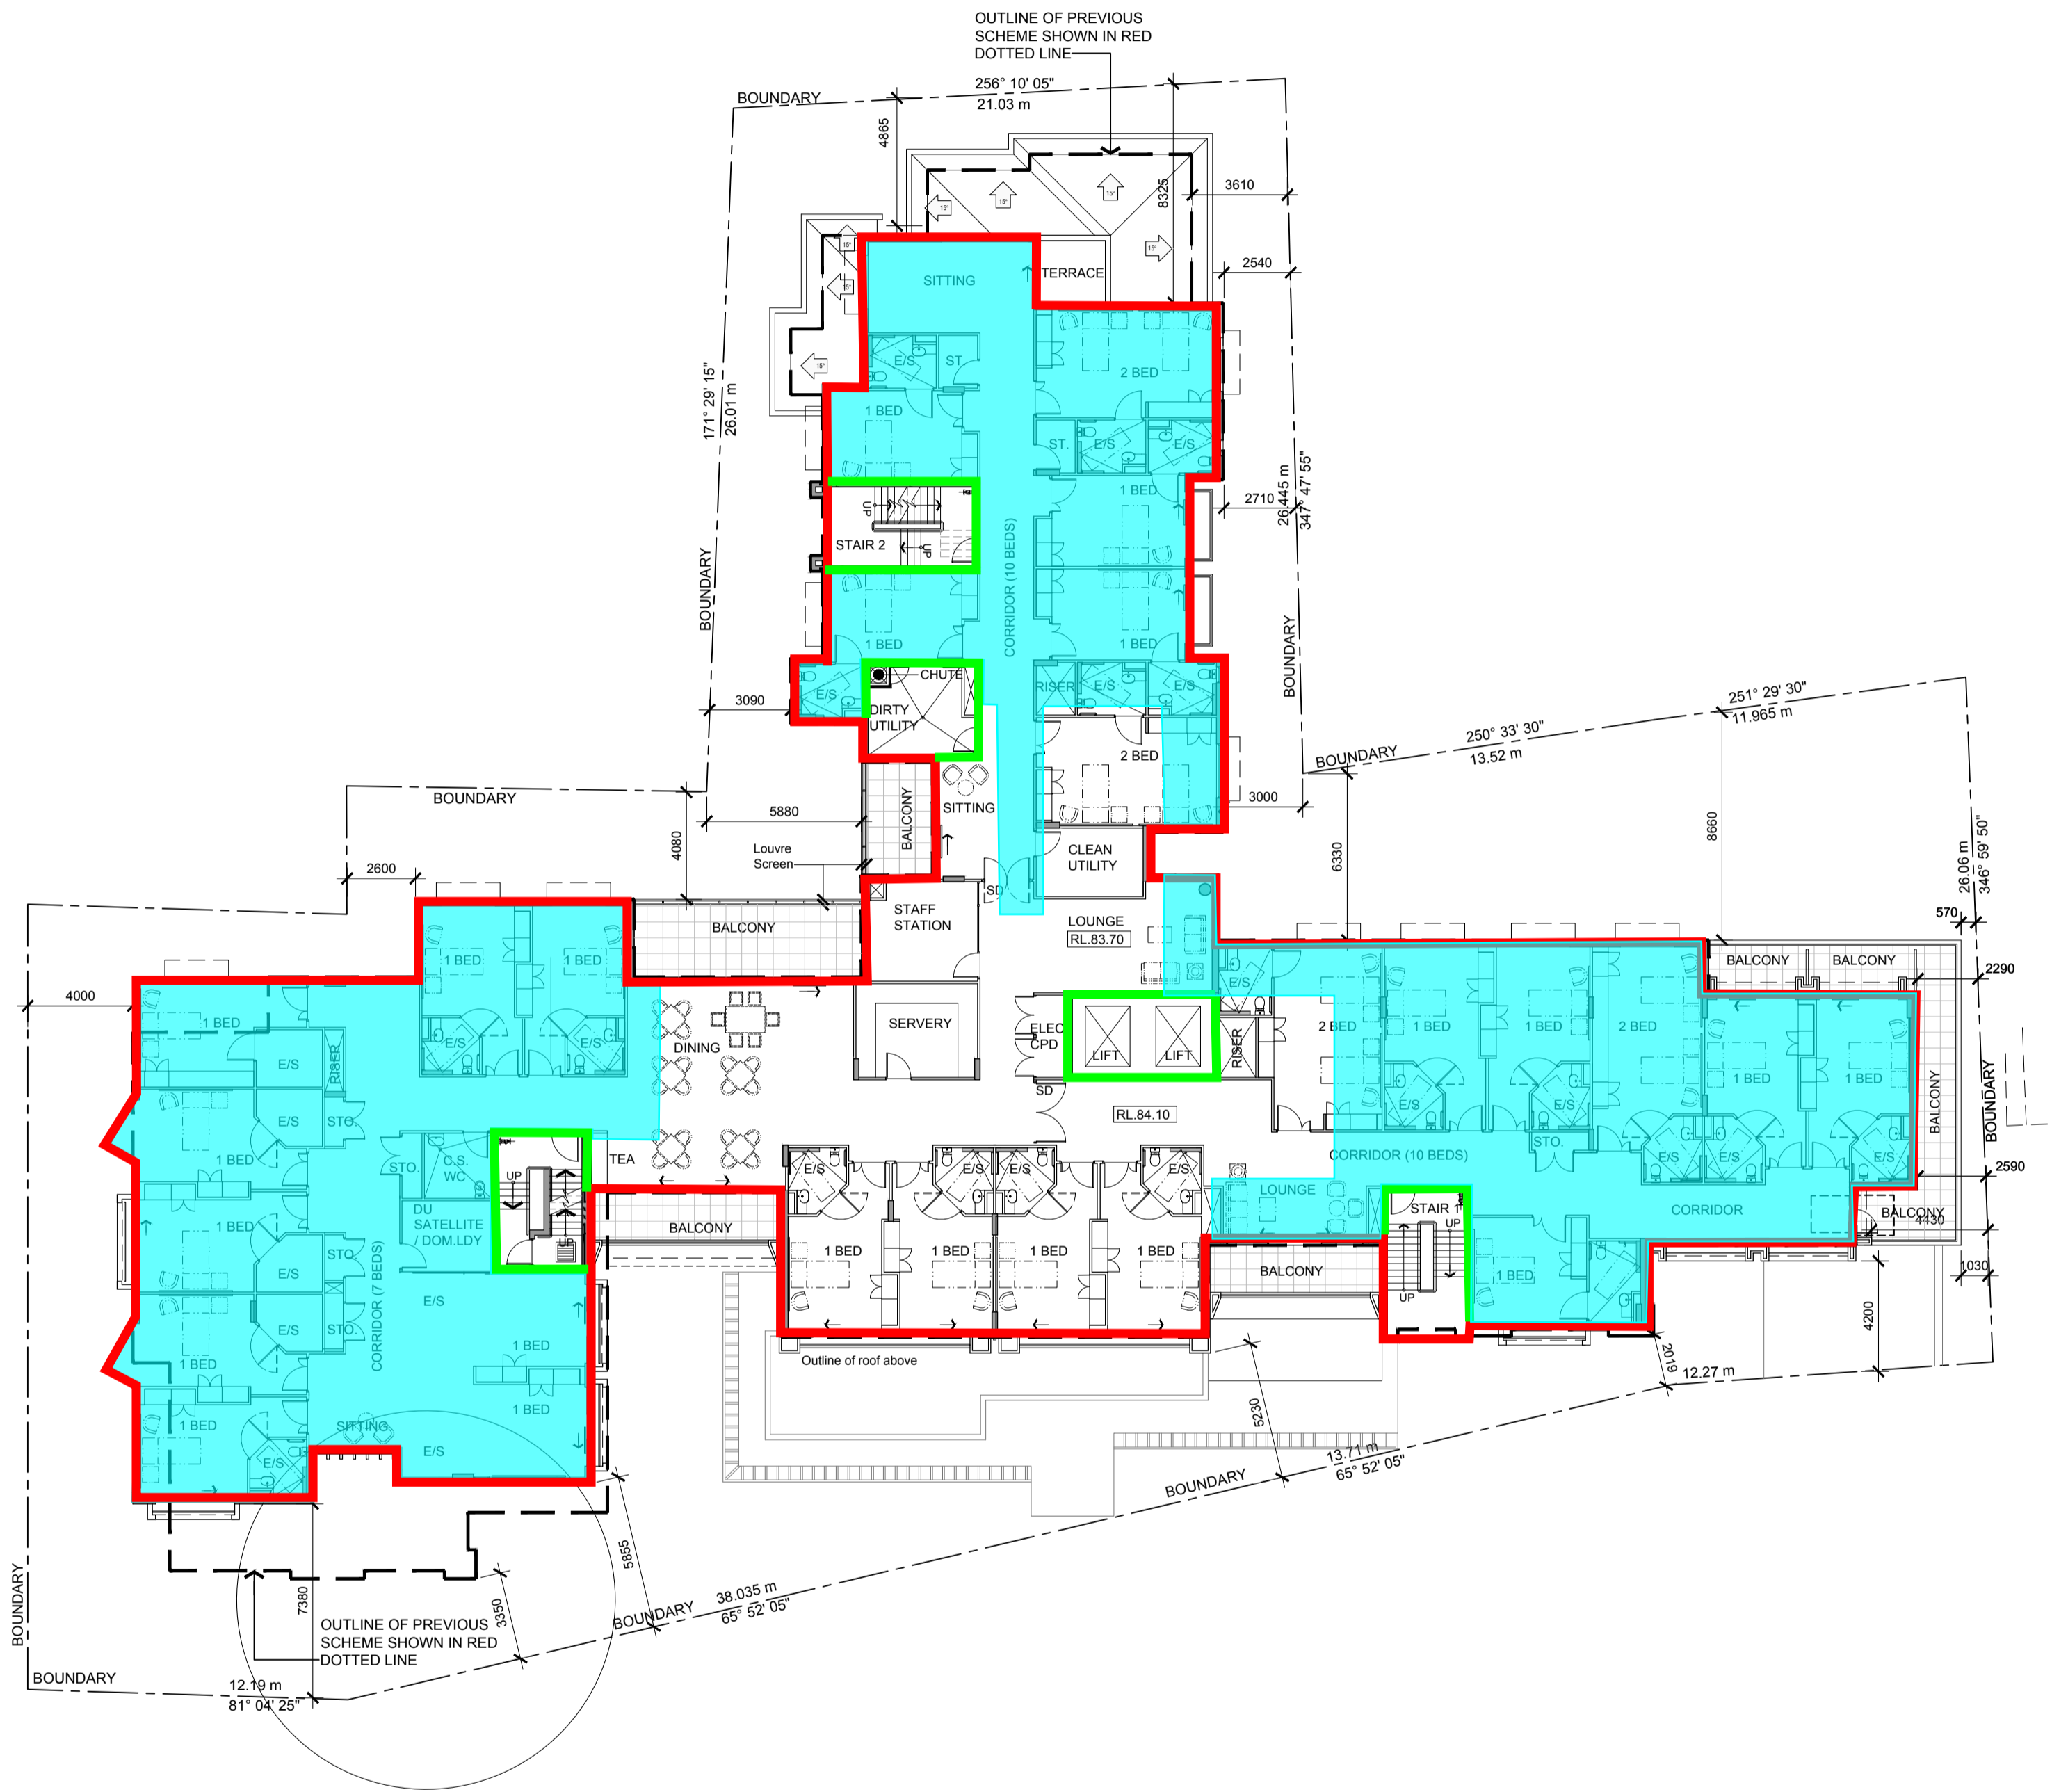 OUTLINE OF PREVIOUS
SCHEME SHOWN IN RED
DOTTED LINE
256° 10' 05"
21.03 m
BOUNDARY
4865
8325
3610
15°
15°
15°
15°
15°
15°
15°
2540
TERRACE
SITTING
171° 29' 15"
26.01 m
E/S
ST
2 BED
1 BED
ST.
E/S
E/S
26.445 m
347° 47' 55"
1 BED
2710
UP
STAIR 2
UP
CORRIDOR (10 BEDS)
BOUNDARY
BOUNDARY
1 BED
1 BED
CHUTE
RISER
E/S
E/S
E/S
3090
DIRTY
UTILITY
2 BED
251° 29' 30"
11.965 m
250° 33' 30"
13.52 m
BOUNDARY
BOUNDARY
5880
4080
BALCONY
SITTING
3000
6330
8660
26.06 m
346° 59' 50"
Louvre
Screen
CLEAN
UTILITY
2600
SD
STAFF
STATION
LOUNGE
RL.83.70
570
BALCONY
1 BED
1 BED
BALCONY
BALCONY
2290
4000
1 BED
E/S
SERVERY
ELEC
CPD
LIFT
LIFT
RISER
2 BED
1 BED
1 BED
2 BED
E/S
E/S
DINING
E/S
RISER
SD
1 BED
1 BED
BALCONY
BOUNDARY
E/S
STO.
RL.84.10
E/S
E/S
STO.
1 BED
STO.
C.S.
WC
UP
TEA
E/S
E/S
E/S
E/S
CORRIDOR (10 BEDS)
E/S
E/S
E/S
2590
LOUNGE
STAIR 1
UP
CORRIDOR
BALCONY
4430
DU
SATELLITE
/ DOM.LDY
UP
BALCONY
1 BED
STO.
E/S
1 BED
1 BED
1 BED
1 BED
BALCONY
UP
1 BED
1030
CORRIDOR (7 BEDS)
E/S
E/S
STO.
1 BED
1 BED
Outline of roof above
4200
2019
12.27 m
1 BED
1 BED
SITTING
E/S
E/S
5230
13.71 m
65° 52' 05"
BOUNDARY
5855
7380
3350
38.035 m
65° 52' 05"
BOUNDARY
BOUNDARY
OUTLINE OF PREVIOUS
SCHEME SHOWN IN RED
DOTTED LINE
BOUNDARY
12.19 m
81° 04' 25"